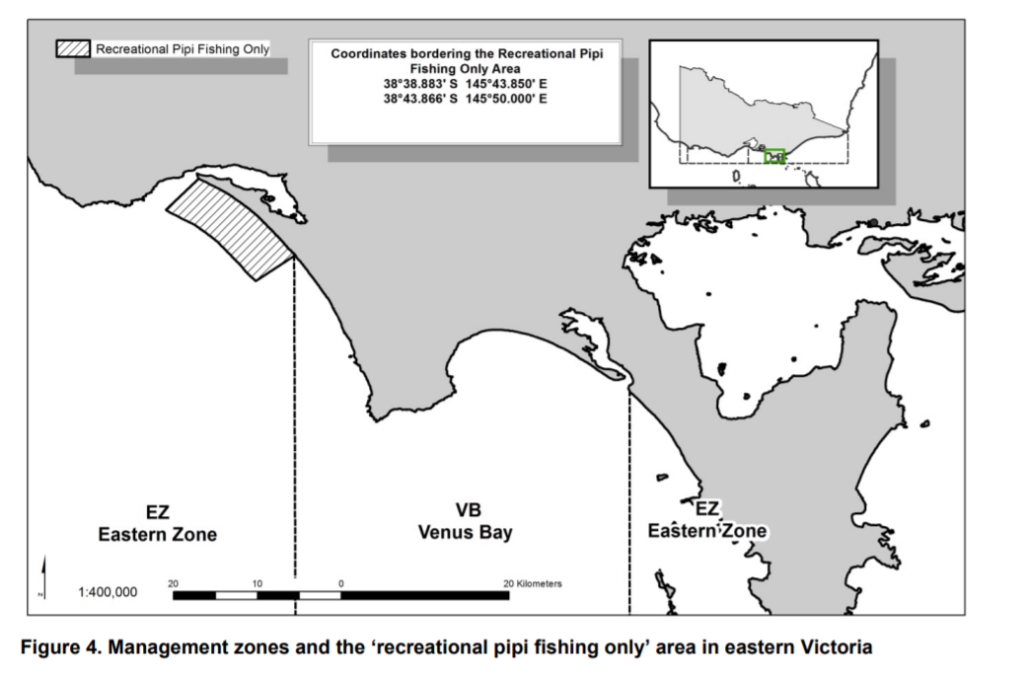 Recreational Pipi Fishing Only
Coordinates bordering the Recreational Pipi
Fishing Only Area
38°38.883' S 145°43.850' E
38°43.866' S 145°50.000' E
EZ
Eastern Zone
VB
Venus Bay
EZ
Eastern Zone
1:400,000
20 10 0 20 Kilometers
Figure 4. Management zones and the ‘recreational pipi fishing only’ area in eastern Victoria